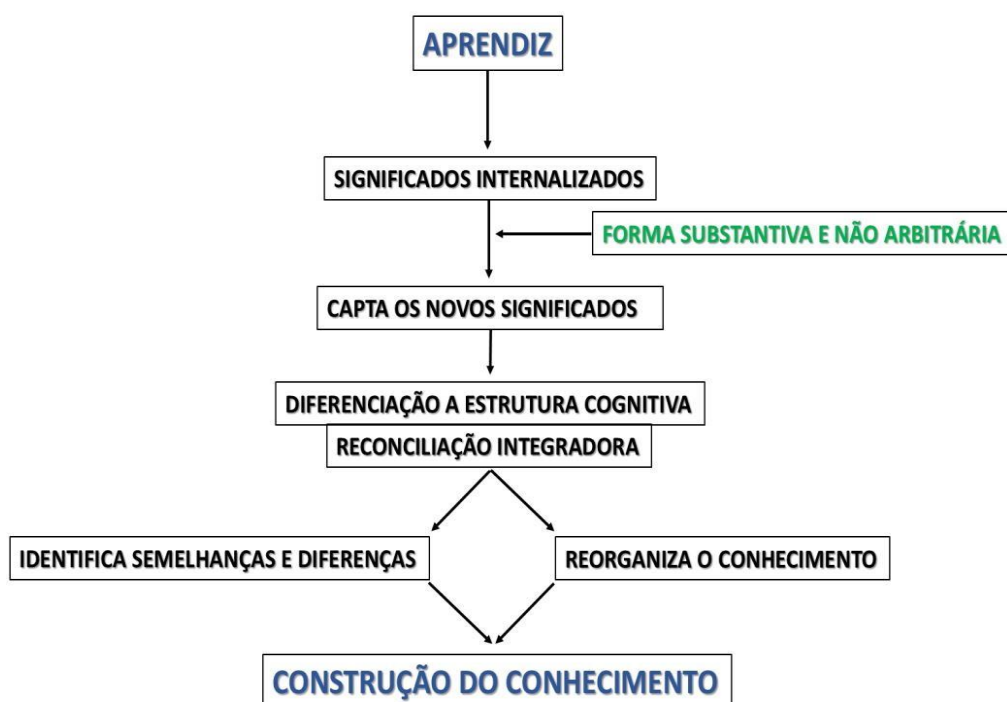 APRENDIZ
SIGNIFICADOS INTERNALIZADOS
FORMA SUBSTANTIVA E NÃO ARBITRÁRIA
CAPTA OS NOVOS SIGNIFICADOS
DIFERENCIAÇÃO A ESTRUTURA COGNITIVA
RECONCILIAÇÃO INTEGRADORA
IDENTIFICA SEMELHANÇAS E DIFERENÇAS
REORGANIZA O CONHECIMENTO
CONSTRUÇÃO DO CONHECIMENTO